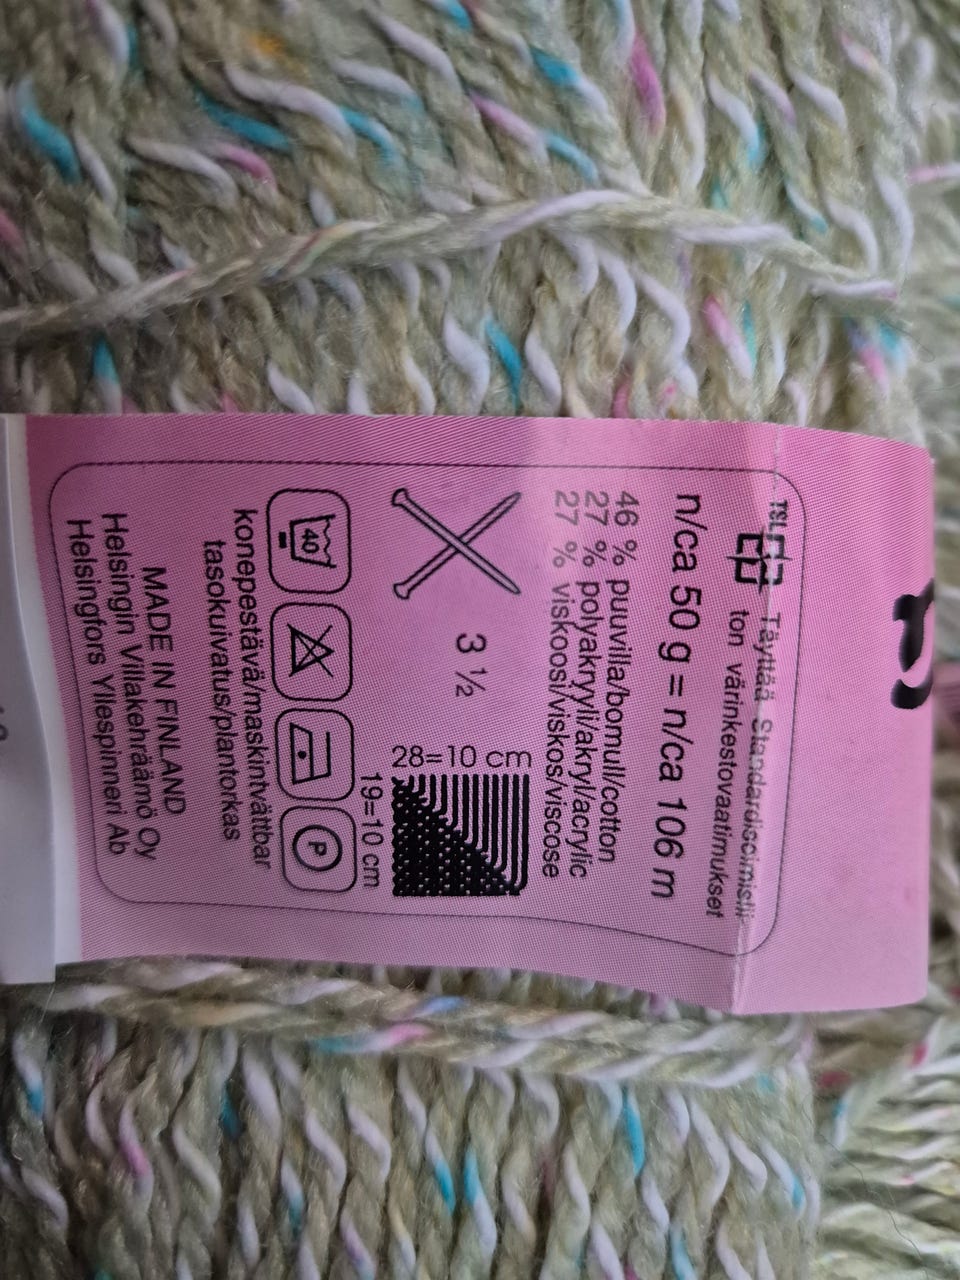 TSL Täyttää Standardisoimislii-
ton värinkestovaatimukset
n/ca 50 g = n/ca 106 m
46 % puuvilla/bomull/cotton
27 % polyakryyli/akryl/acrylic
27 % viskoosi/viskos/viscose
3 ½
28=10 cm
19=10 cm
40
P
konepestävä/maskintvättbar
tasokuivatus/plantorkas
MADE IN FINLAND
Helsingin Villakehräämö Oy
Helsingfors Yllespinneri Ab